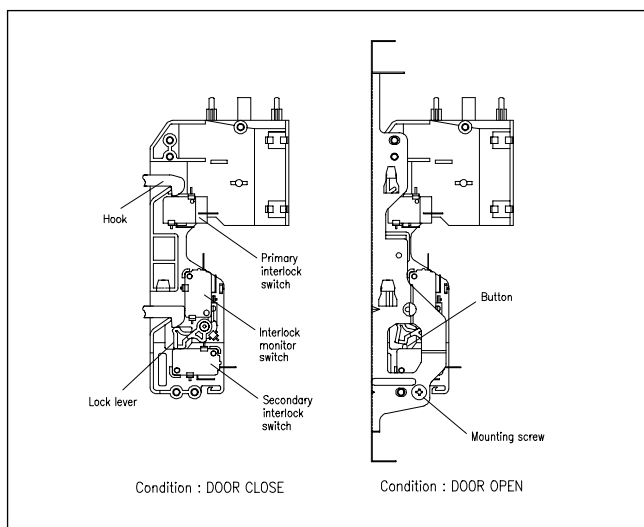 Hook
Primary
interlock
switch
Interlock
monitor
switch
Lock lever
Secondary
interlock
switch
Condition : DOOR CLOSE
Button
Mounting screw
Condition : DOOR OPEN